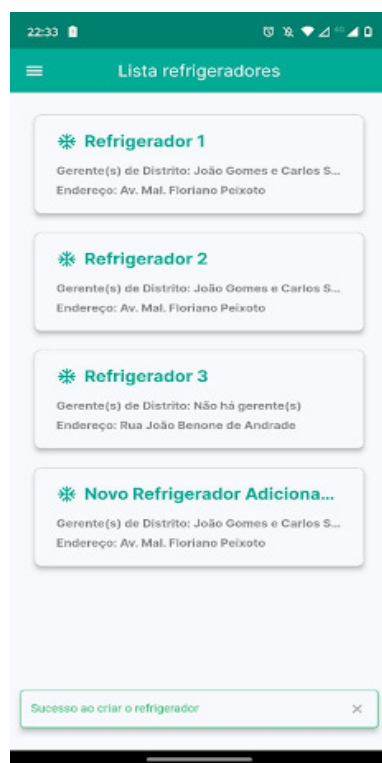 22:33
4G
Lista refrigeradores
Refrigerador 1
Gerente(s) de Distrito: João Gomes e Carlos S...
Endereço: Av. Mal. Floriano Peixoto
Refrigerador 2
Gerente(s) de Distrito: João Gomes e Carlos S...
Endereço: Av. Mal. Floriano Peixoto
Refrigerador 3
Gerente(s) de Distrito: Não há gerente(s)
Endereço: Rua João Benone de Andrade
Novo Refrigerador Adiciona...
Gerente(s) de Distrito: João Gomes e Carlos S...
Endereço: Av. Mal. Floriano Peixoto
Sucesso ao criar o refrigerador